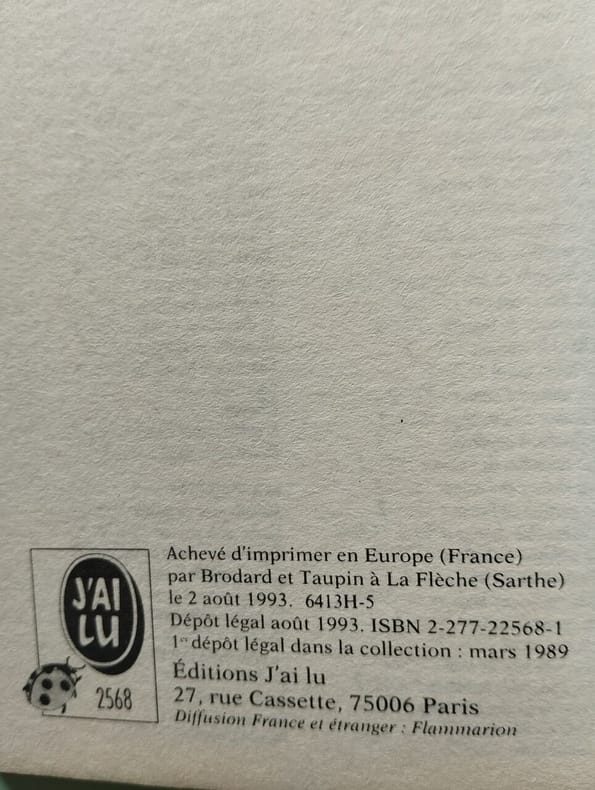 J'AI
LU
2568
Achevé d'imprimer en Europe (France)
par Brodard et Taupin à La Flèche (Sarthe)
le 2 août 1993. 6413H-5
Dépôt légal août 1993. ISBN 2-277-22568-1
1er dépôt légal dans la collection : mars 1989
Éditions J'ai lu
27, rue Cassette, 75006 Paris
Diffusion France et étranger : Flammarion